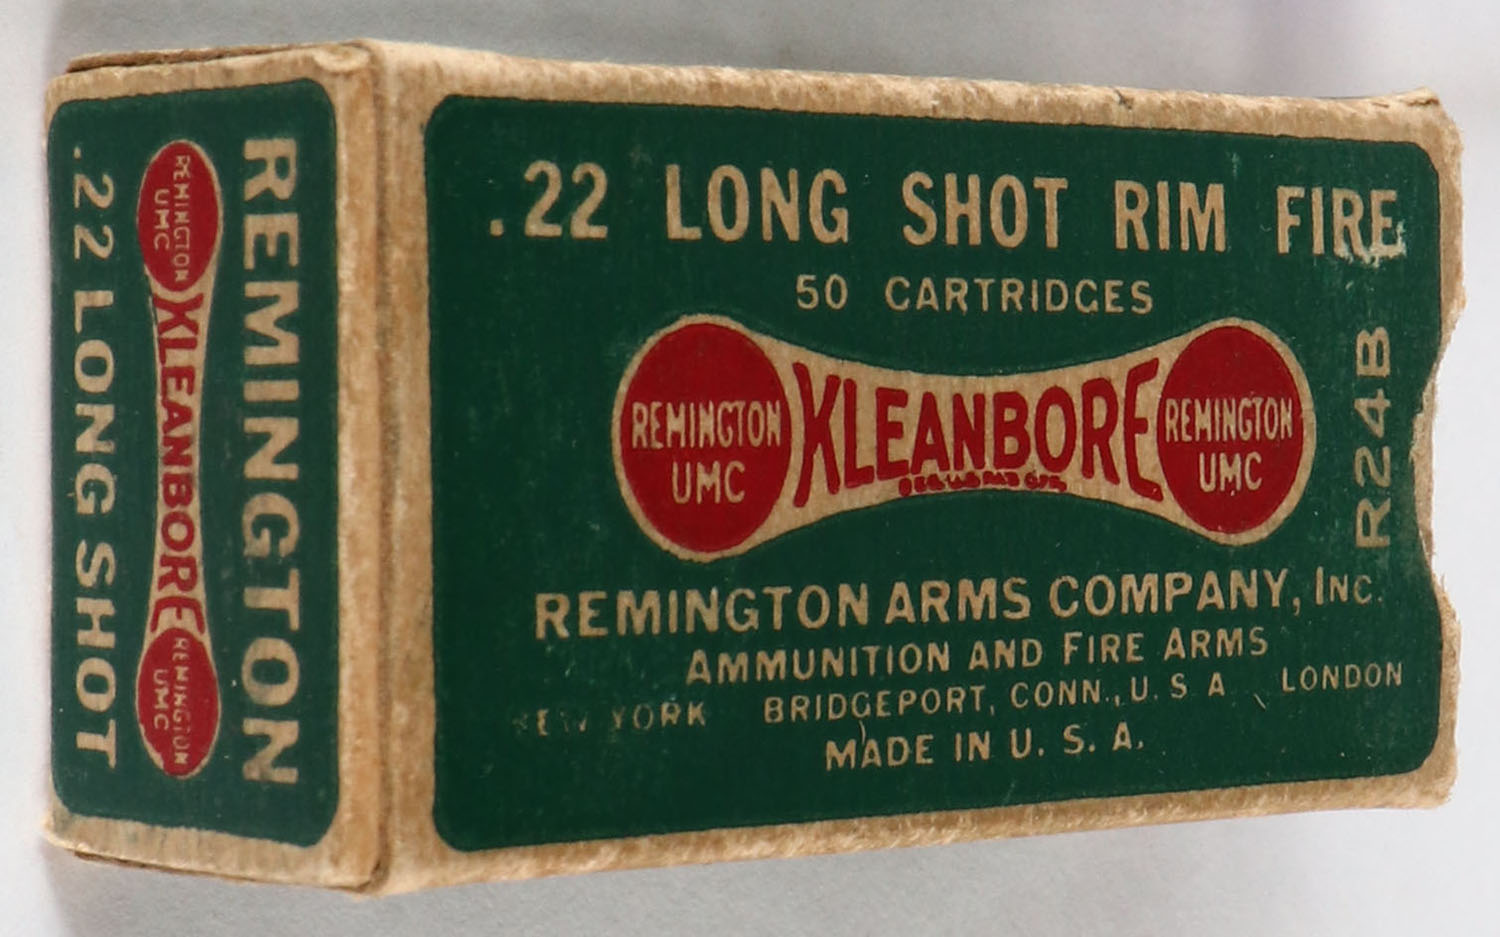 REMINGTON
REMINGTON
UMC
KLEANBORE
REMINGTON
UMC
.22 LONG SHOT
.22 LONG SHOT RIM FIRE
50 CARTRIDGES
REMINGTON
UMC
KLEANBORE
REMINGTON
UMC
R24B
REMINGTON ARMS COMPANY, INC.
AMMUNITION AND FIRE ARMS
NEW YORK BRIDGEPORT, CONN., U. S A LONDON
MADE IN U. S. A.